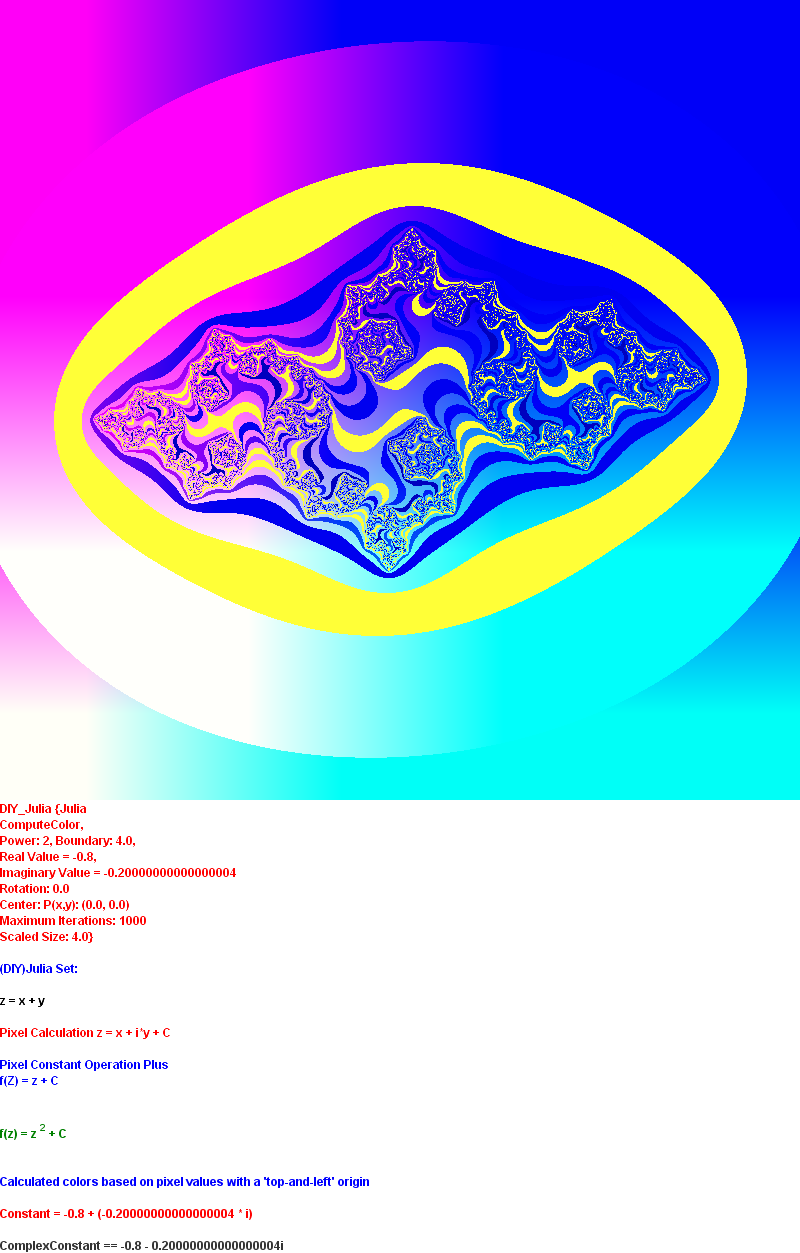 DIY_Julia {Julia
ComputeColor,
Power: 2, Boundary: 4.0,
Real Value = -0.8,
Imaginary Value = -0.20000000000000004
Rotation: 0.0
Center: P(x,y): (0.0, 0.0)
Maximum Iterations: 1000
Scaled Size: 4.0}
(DIY)Julia Set:
z = x + y
Pixel Calculation z = x + i*y + C
Pixel Constant Operation Plus
f(Z) = z + C
f(z) = z 2 + C
Calculated colors based on pixel values with a 'top-and-left' origin
Constant = -0.8 + (-0.20000000000000004 * i)
ComplexConstant == -0.8 - 0.20000000000000004i